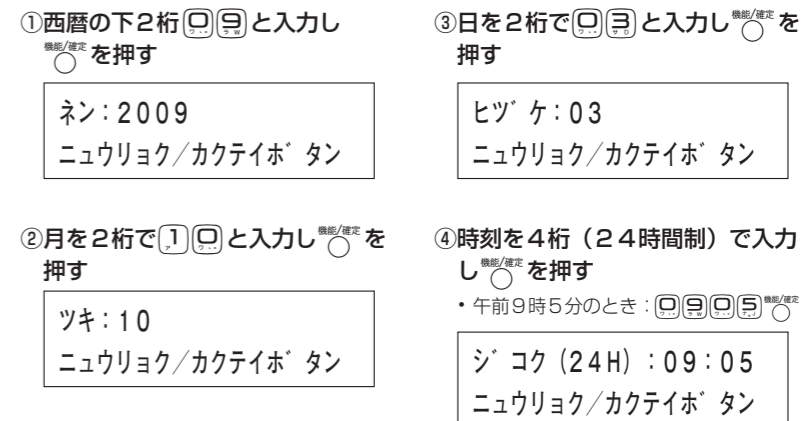 ①西暦の下2桁０９と入力し
機能/確定 を押す
ネン：2009
ニュウリョク／カクテイボタン
②月を2桁で１０と入力し 機能/確定 を
押す
ツキ：10
ニュウリョク／カクテイボタン
③日を2桁で０３と入力し 機能/確定 を
押す
ヒヅケ：03
ニュウリョク／カクテイボタン
④時刻を4桁（２４時間制）で入力
し 機能/確定 を押す
• 午前9時5分のとき：０９０５ 機能/確定
ジコク（24H）：09：05
ニュウリョク／カクテイボタン